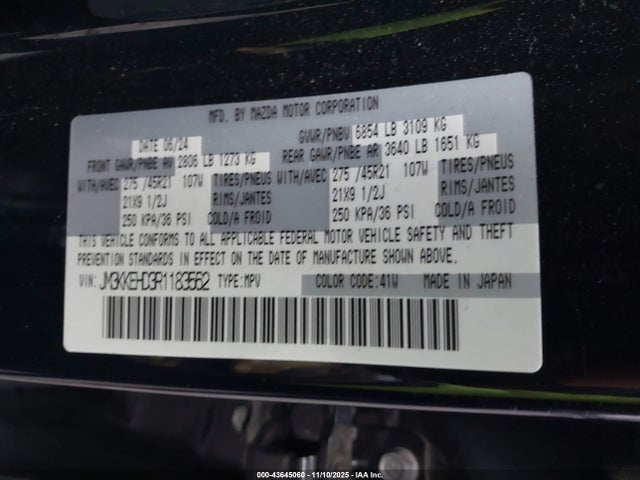 MFD. BY MAZDA MOTOR CORPORATION
DATE 06/24 GVWR/PNBV 6854 LB 3109 KG
FRONT GAWR/PNBE AV 2806 LB 1273 KG REAR GAWR/PNBE AR 3640 LB 1651 KG
WITH/AVEC 275 /45R21 107W TIRES/PNEUS WITH/AVEC 275 /45R21 107W TIRES/PNEUS
21X9 1/2J RIMS/JANTES 21X9 1/2J RIMS/JANTES
250 KPA/36 PSI COLD/A FROID 250 KPA/36 PSI COLD/A FROID
THIS VEHICLE CONFORMS TO ALL APPLICABLE FEDERAL MOTOR VEHICLE SAFETY AND THEFT
PREVENTION STANDARDS IN EFFECT ON THE DATE OF MANUFACTURE SHOWN ABOVE.
VIN: JM3KKEHD3R1183562 TYPE:MPV COLOR CODE:41W MADE IN JAPAN
000-43645060 - 11/10/2025 - IAA Inc.